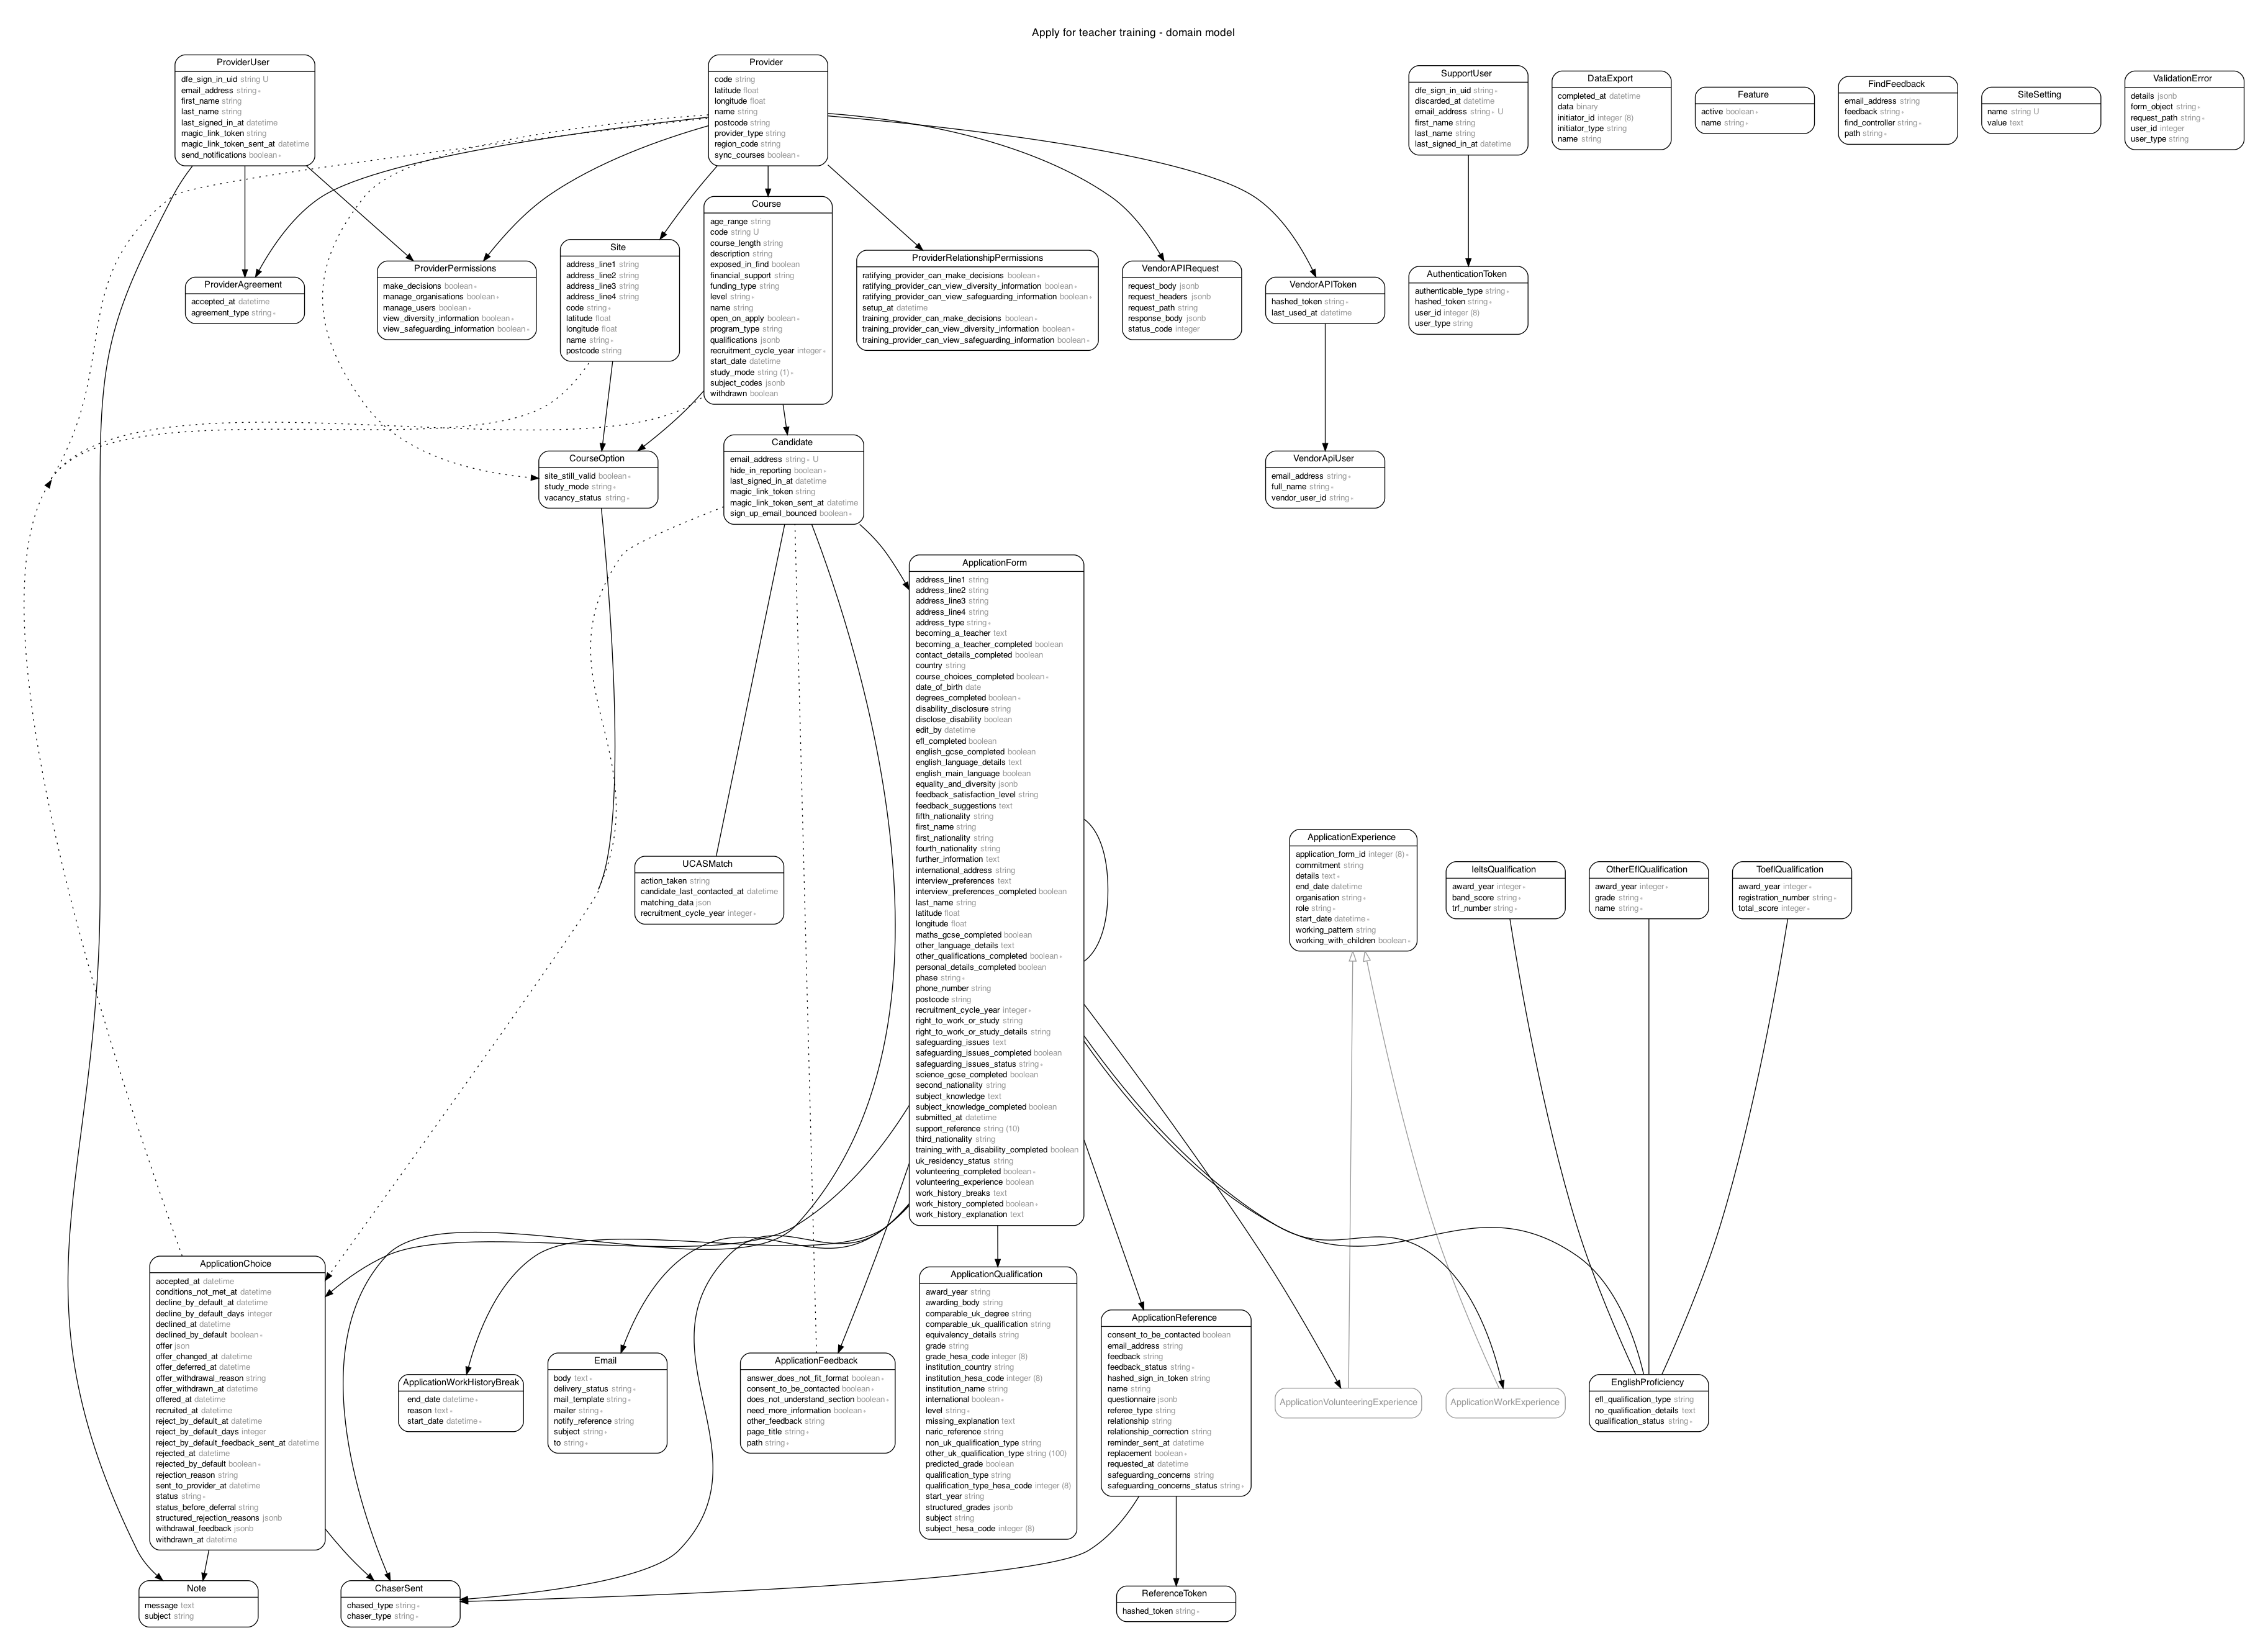 Apply for teacher training - domain model
ProviderUser
dfe_sign_in_uid string U
email_address string ∗
first_name string
last_name string
last_signed_in_at datetime
magic_link_token string
magic_link_token_sent_at datetime
send_notifications boolean ∗
Provider
code string
latitude float
longitude float
name string
postcode string
provider_type string
region_code string
sync_courses boolean ∗
SupportUser
dfe_sign_in_uid string ∗
discarded_at datetime
email_address string ∗ U
first_name string
last_name string
last_signed_in_at datetime
DataExport
completed_at datetime
data binary
initiator_id integer (8)
initiator_type string
name string
Feature
active boolean ∗
name string ∗
FindFeedback
email_address string
feedback string ∗
find_controller string ∗
path string ∗
SiteSetting
name string U
value text
ValidationError
details jsonb
form_object string ∗
request_path string ∗
user_id integer
user_type string
Course
age_range string
code string U
course_length string
description string
exposed_in_find boolean
financial_support string
funding_type string
level string ∗
name string
open_on_apply boolean ∗
program_type string
qualifications jsonb
recruitment_cycle_year integer ∗
start_date datetime
study_mode string (1) ∗
subject_codes jsonb
withdrawn boolean
Site
address_line1 string
address_line2 string
address_line3 string
address_line4 string
code string ∗
latitude float
longitude float
name string ∗
postcode string
ProviderAgreement
accepted_at datetime
agreement_type string ∗
ProviderPermissions
make_decisions boolean ∗
manage_organisations boolean ∗
manage_users boolean ∗
view_diversity_information boolean ∗
view_safeguarding_information boolean ∗
ProviderRelationshipPermissions
ratifying_provider_can_make_decisions boolean ∗
ratifying_provider_can_view_diversity_information boolean ∗
ratifying_provider_can_view_safeguarding_information boolean ∗
setup_at datetime
training_provider_can_make_decisions boolean ∗
training_provider_can_view_diversity_information boolean ∗
training_provider_can_view_safeguarding_information boolean ∗
VendorAPIRequest
request_body jsonb
request_headers jsonb
request_path string
response_body jsonb
status_code integer
VendorAPIToken
hashed_token string ∗
last_used_at datetime
AuthenticationToken
authenticable_type string ∗
hashed_token string ∗
user_id integer (8)
user_type string
CourseOption
site_still_valid boolean ∗
study_mode string ∗
vacancy_status string ∗
Candidate
email_address string ∗ U
hide_in_reporting boolean ∗
last_signed_in_at datetime
magic_link_token string
magic_link_token_sent_at datetime
sign_up_email_bounced boolean ∗
VendorApiUser
email_address string ∗
full_name string ∗
vendor_user_id string ∗
ApplicationForm
address_line1 string
address_line2 string
address_line3 string
address_line4 string
address_type string ∗
becoming_a_teacher text
becoming_a_teacher_completed boolean
contact_details_completed boolean
country string
course_choices_completed boolean ∗
date_of_birth date
degrees_completed boolean ∗
disability_disclosure string
disclose_disability boolean
edit_by datetime
efl_completed boolean
english_gcse_completed boolean
english_language_details text
english_main_language boolean
equality_and_diversity jsonb
feedback_satisfaction_level string
feedback_suggestions text
fifth_nationality string
first_name string
first_nationality string
fourth_nationality string
further_information text
international_address string
interview_preferences text
interview_preferences_completed boolean
last_name string
latitude float
longitude float
maths_gcse_completed boolean
other_language_details text
other_qualifications_completed boolean ∗
personal_details_completed boolean
phase string ∗
phone_number string
postcode string
recruitment_cycle_year integer ∗
right_to_work_or_study string
right_to_work_or_study_details string
safeguarding_issues text
safeguarding_issues_completed boolean
safeguarding_issues_status string ∗
science_gcse_completed boolean
second_nationality string
subject_knowledge text
subject_knowledge_completed boolean
submitted_at datetime
support_reference string (10)
third_nationality string
training_with_a_disability_completed boolean
uk_residency_status string
volunteering_completed boolean ∗
volunteering_experience boolean
work_history_breaks text
work_history_completed boolean ∗
work_history_explanation text
UCASMatch
action_taken string
candidate_last_contacted_at datetime
matching_data json
recruitment_cycle_year integer ∗
ApplicationExperience
application_form_id integer (8) ∗
commitment string
details text ∗
end_date datetime
organisation string ∗
role string ∗
start_date datetime ∗
working_pattern string
working_with_children boolean ∗
IeltsQualification
award_year integer ∗
band_score string ∗
trf_number string ∗
OtherEflQualification
award_year integer ∗
grade string ∗
name string ∗
ToeflQualification
award_year integer ∗
registration_number string ∗
total_score integer ∗
ApplicationChoice
accepted_at datetime
conditions_not_met_at datetime
decline_by_default_at datetime
decline_by_default_days integer
declined_at datetime
declined_by_default boolean ∗
offer json
offer_changed_at datetime
offer_deferred_at datetime
offer_withdrawal_reason string
offer_withdrawn_at datetime
offered_at datetime
recruited_at datetime
reject_by_default_at datetime
reject_by_default_days integer
reject_by_default_feedback_sent_at datetime
rejected_at datetime
rejected_by_default boolean ∗
rejection_reason string
sent_to_provider_at datetime
status string ∗
status_before_deferral string
structured_rejection_reasons jsonb
withdrawal_feedback jsonb
withdrawn_at datetime
ApplicationWorkHistoryBreak
end_date datetime ∗
reason text ∗
start_date datetime ∗
Email
body text ∗
delivery_status string ∗
mail_template string ∗
mailer string ∗
notify_reference string
subject string ∗
to string ∗
ApplicationFeedback
answer_does_not_fit_format boolean ∗
consent_to_be_contacted boolean ∗
does_not_understand_section boolean ∗
need_more_information boolean ∗
other_feedback string
page_title string ∗
path string ∗
ApplicationQualification
award_year string
awarding_body string
comparable_uk_degree string
comparable_uk_qualification string
equivalency_details string
grade string
grade_hesa_code integer (8)
institution_country string
institution_hesa_code integer (8)
institution_name string
international boolean ∗
level string ∗
missing_explanation text
naric_reference string
non_uk_qualification_type string
other_uk_qualification_type string (100)
predicted_grade boolean
qualification_type string
qualification_type_hesa_code integer (8)
start_year string
structured_grades jsonb
subject string
subject_hesa_code integer (8)
ApplicationReference
consent_to_be_contacted boolean
email_address string
feedback string
feedback_status string ∗
hashed_sign_in_token string
name string
questionnaire jsonb
referee_type string
relationship string
relationship_correction string
reminder_sent_at datetime
replacement boolean ∗
requested_at datetime
safeguarding_concerns string
safeguarding_concerns_status string ∗
ApplicationVolunteeringExperience
ApplicationWorkExperience
EnglishProficiency
efl_qualification_type string
no_qualification_details text
qualification_status string ∗
Note
message text
subject string
ChaserSent
chased_type string ∗
chaser_type string ∗
ReferenceToken
hashed_token string ∗